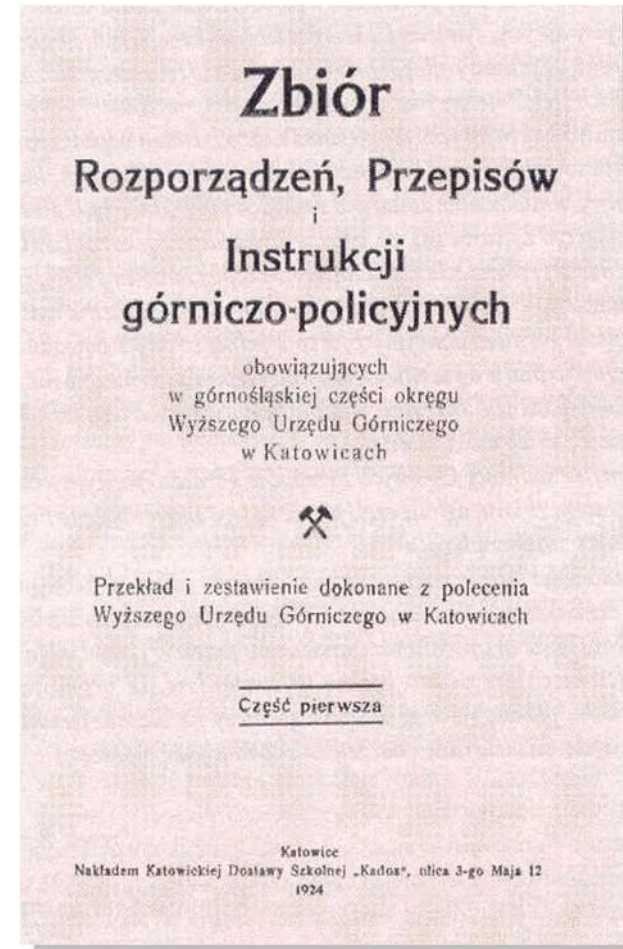 Zbiór
Rozporządzeń, Przepisów
i
Instrukcji
górniczo-policyjnych
obowiązujących
w górnośląskiej części okręgu
Wyższego Urzędu Górniczego
w Katowicach
Przekład i zestawienie dokonane z polecenia
Wyższego Urzędu Górniczego w Katowicach
Część pierwsza
Katowice
Nakładem Katowickiej Dostawy Szkolnej „Kados“, ulica 3-go Maja 12
1924